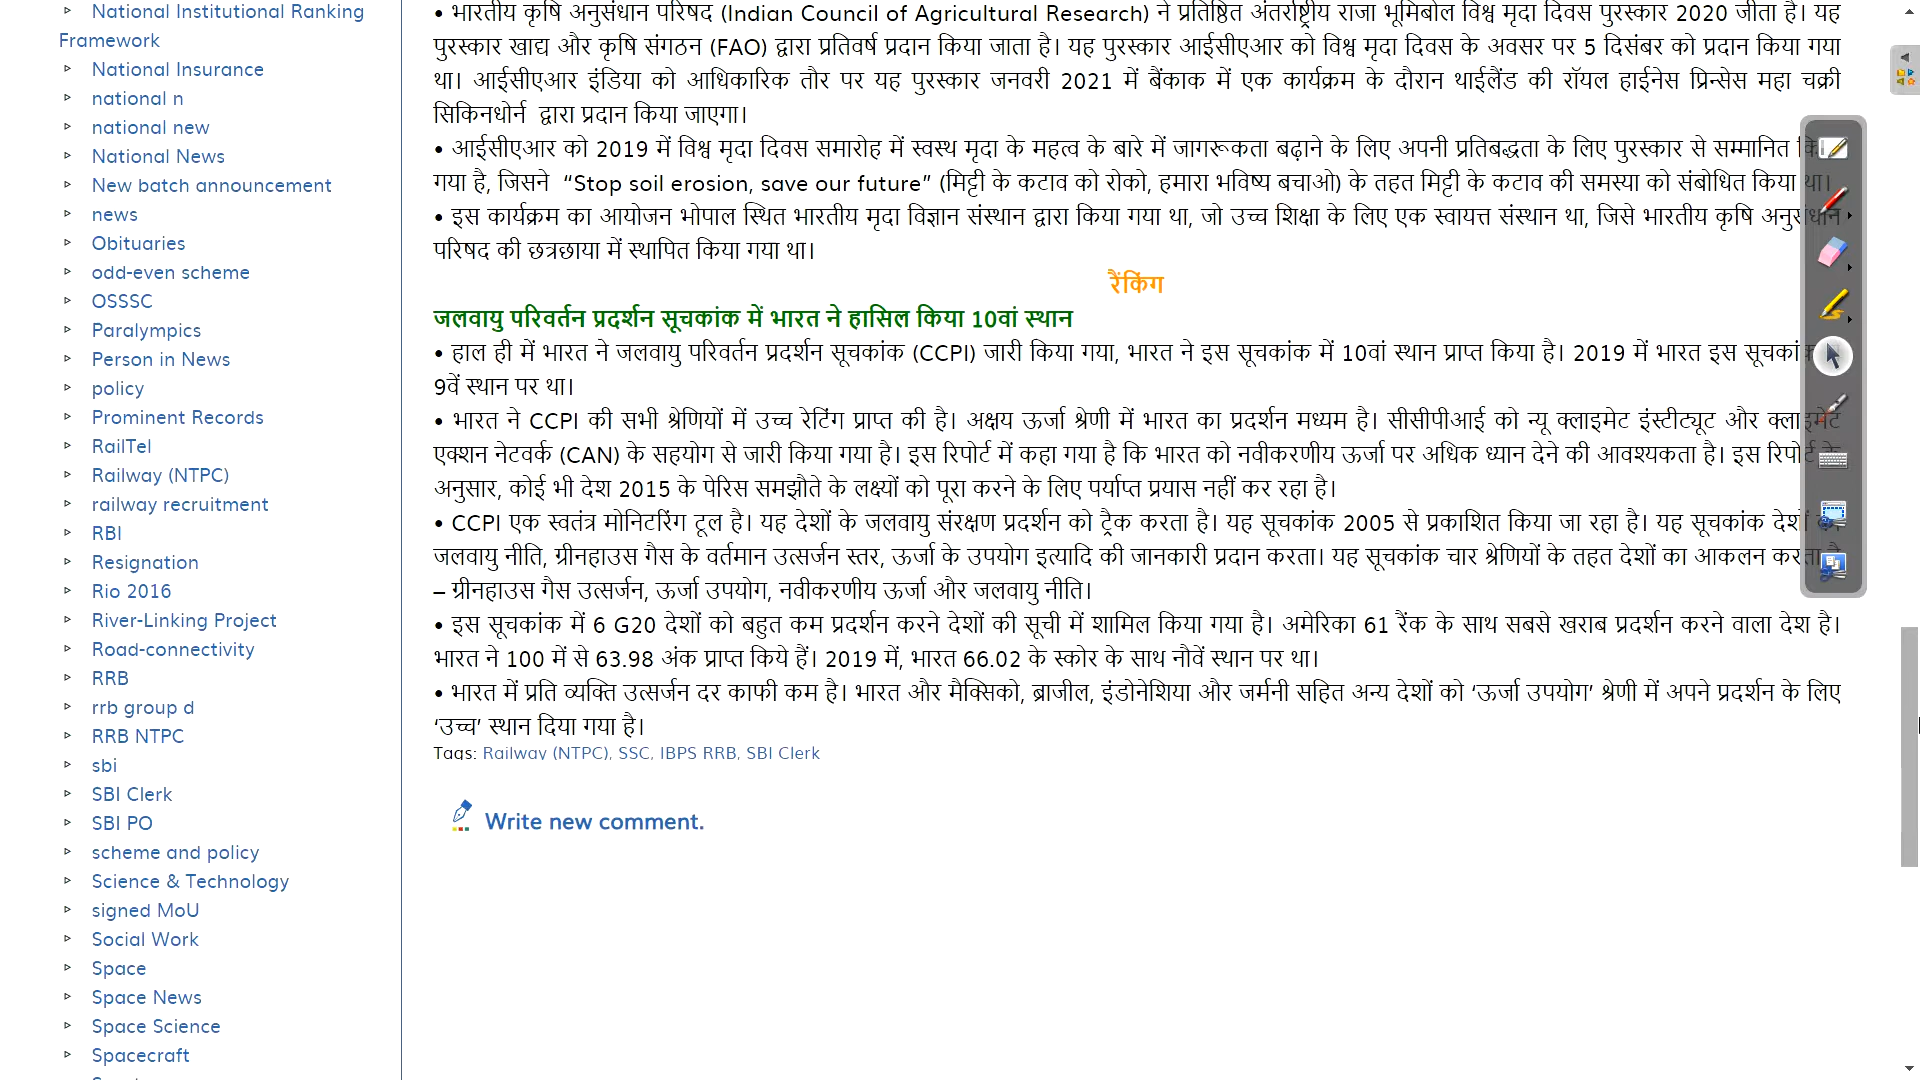 National Institutional Ranking
Framework
National Insurance
national n
national new
National News
New batch announcement
news
Obituaries
odd-even scheme
OSSSC
Paralympics
Person in News
policy
Prominent Records
RailTel
Railway (NTPC)
railway recruitment
RBI
Resignation
Rio 2016
River-Linking Project
Road-connectivity
RRB
rrb group d
RRB NTPC
sbi
SBI Clerk
SBI PO
scheme and policy
Science & Technology
signed MoU
Social Work
Space
Space News
Space Science
Spacecraft
• भारतीय कृषि अनुसंधान परिषद (Indian Council of Agricultural Research) ने प्रतिष्ठित अंतर्राष्ट्रीय राजा भूमिबोल विश्व मृदा दिवस पुरस्कार 2020 जीता है। यह
पुरस्कार खाद्य और कृषि संगठन (FAO) द्वारा प्रतिवर्ष प्रदान किया जाता है। यह पुरस्कार आईसीएआर को विश्व मृदा दिवस के अवसर पर 5 दिसंबर को प्रदान किया गया
था। आईसीएआर इंडिया को आधिकारिक तौर पर यह पुरस्कार जनवरी 2021 में बैंकाक में एक कार्यक्रम के दौरान थाईलैंड की रॉयल हाईनेस प्रिन्सेस महा चक्री
सिकिनधोर्न द्वारा प्रदान किया जाएगा।
• आईसीएआर को 2019 में विश्व मृदा दिवस समारोह में स्वस्थ मृदा के महत्व के बारे में जागरूकता बढ़ाने के लिए अपनी प्रतिबद्धता के लिए पुरस्कार से सम्मानित
गया है, जिसने “Stop soil erosion, save our future” (मिट्टी के कटाव को रोको, हमारा भविष्य बचाओ) के तहत मिट्टी के कटाव की समस्या को संबोधित किया था।
• इस कार्यक्रम का आयोजन भोपाल स्थित भारतीय मृदा विज्ञान संस्थान द्वारा किया गया था, जो उच्च शिक्षा के लिए एक स्वायत्त संस्थान था, जिसे भारतीय कृषि अनुसंधान
परिषद की छत्रछाया में स्थापित किया गया था।
रैंकिंग
जलवायु परिवर्तन प्रदर्शन सूचकांक में भारत ने हासिल किया 10वां स्थान
• हाल ही में भारत ने जलवायु परिवर्तन प्रदर्शन सूचकांक (CCPI) जारी किया गया, भारत ने इस सूचकांक में 10वां स्थान प्राप्त किया है। 2019 में भारत इस
9वें स्थान पर था।
• भारत ने CCPI की सभी श्रेणियों में उच्च रेटिंग प्राप्त की है। अक्षय ऊर्जा श्रेणी में भारत का प्रदर्शन मध्यम है। सीसीपीआई को न्यू क्लाइमेट इंस्टीट्यूट और क्लाइमेट
एक्शन नेटवर्क (CAN) के सहयोग से जारी किया गया है। इस रिपोर्ट में कहा गया है कि भारत को नवीकरणीय ऊर्जा पर अधिक ध्यान देने की आवश्यकता है। इस रिपोर्ट के
अनुसार, कोई भी देश 2015 के पेरिस समझौते के लक्ष्यों को पूरा करने के लिए पर्याप्त प्रयास नहीं कर रहा है।
• CCPI एक स्वतंत्र मोनिटरिंग टूल है। यह देशों के जलवायु संरक्षण प्रदर्शन को ट्रैक करता है। यह सूचकांक 2005 से प्रकाशित किया जा रहा है। यह सूचकांक देशों
जलवायु नीति, ग्रीनहाउस गैस के वर्तमान उत्सर्जन स्तर, ऊर्जा के उपयोग इत्यादि की जानकारी प्रदान करता। यह सूचकांक चार श्रेणियों के तहत देशों का आकलन करता है
– ग्रीनहाउस गैस उत्सर्जन, ऊर्जा उपयोग, नवीकरणीय ऊर्जा और जलवायु नीति।
• इस सूचकांक में 6 G20 देशों को बहुत कम प्रदर्शन करने देशों की सूची में शामिल किया गया है। अमेरिका 61 रैंक के साथ सबसे खराब प्रदर्शन करने वाला देश है।
भारत ने 100 में से 63.98 अंक प्राप्त किये हैं। 2019 में, भारत 66.02 के स्कोर के साथ नौवें स्थान पर था।
• भारत में प्रति व्यक्ति उत्सर्जन दर काफी कम है। भारत और मैक्सिको, ब्राजील, इंडोनेशिया और जर्मनी सहित अन्य देशों को ‘ऊर्जा उपयोग’ श्रेणी में अपने प्रदर्शन के लिए
‘उच्च’ स्थान दिया गया है।
Tags: Railway (NTPC), SSC, IBPS RRB, SBI Clerk
Write new comment.